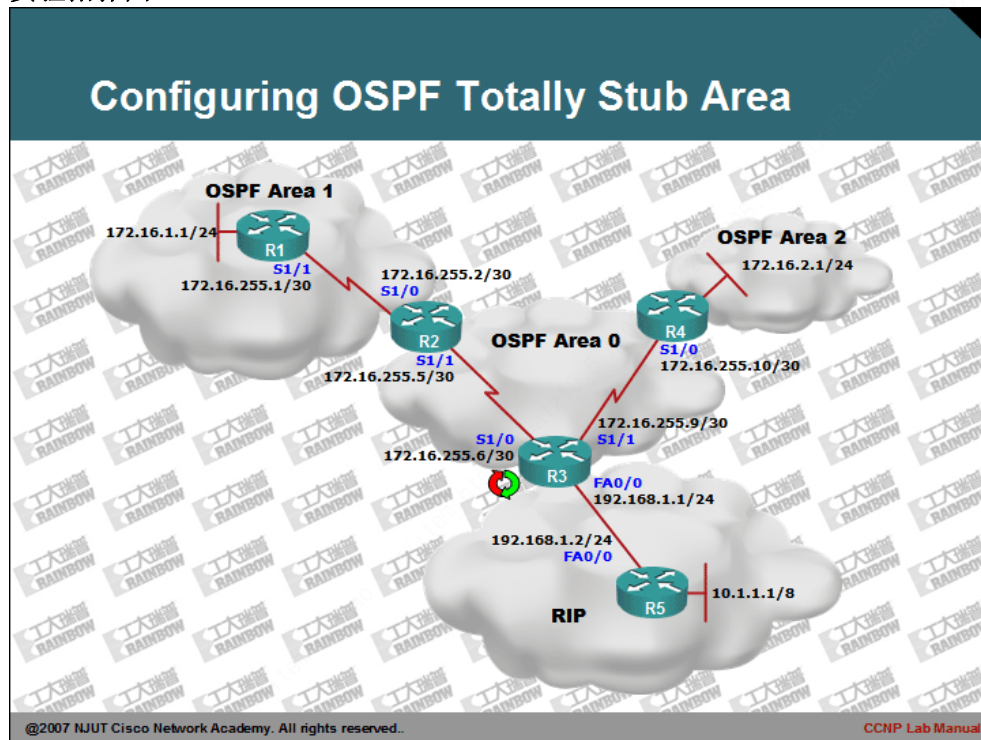 Configuring OSPF Totally Stub Area
OSPF Area 1
172.16.1.1/24
R1
S1/1
172.16.255.1/30
172.16.255.2/30
S1/0
R2
S1/1
172.16.255.5/30
OSPF Area 0
OSPF Area 2
172.16.2.1/24
R4
S1/0
172.16.255.10/30
172.16.255.9/30
S1/1
S1/0
172.16.255.6/30
R3
FA0/0
192.168.1.1/24
192.168.1.2/24
FA0/0
R5
10.1.1.1/8
RIP
工大瑞普
RAINBOW
@2007 NJUT Cisco Network Academy. All rights reserved..
CCNP Lab Manual